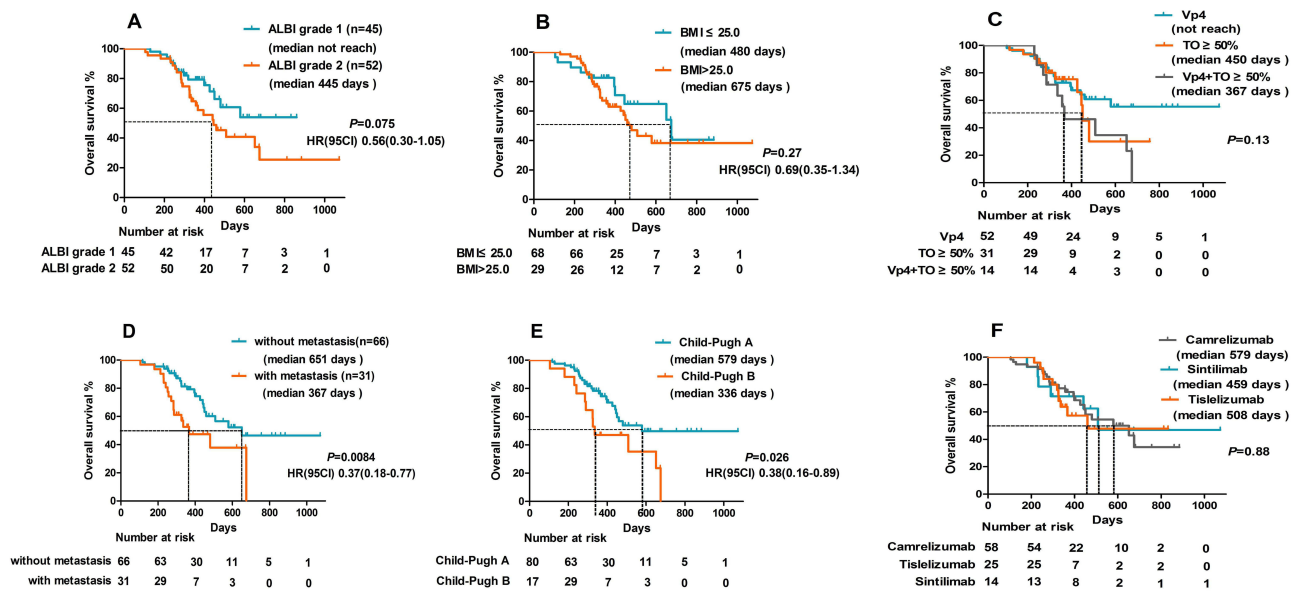 A
ALBI grade 1 (n=45)
(median not reach)
ALBI grade 2 (n=52)
(median 445 days )
Overall survival %
100
80
60
40
20
0
P=0.075
HR(95CI) 0.56(0.30-1.05)
0 200 400 600 800 1000
Days
Number at risk
ALBI grade 1 45 42 17 7 3 1
ALBI grade 2 52 50 20 7 2 0
B
BMI ≤ 25.0
(median 480 days)
BMI>25.0
(median 675 days)
Overall survival %
100
80
60
40
20
0
P=0.27
HR(95CI) 0.69(0.35-1.34)
0 200 400 600 800 1000
Days
Number at risk
BMI≤ 25.0 68 66 25 7 3 1
BMI>25.0 29 26 12 7 2 0
C
Vp4
(not reach)
TO ≥ 50%
(median 450 days)
Vp4+TO ≥ 50%
(median 367 days)
Overall survival %
100
80
60
40
20
0
P=0.13
0 200 400 600 800 1000
Days
Number at risk
Vp4 52 49 24 9 5 1
TO ≥ 50% 31 29 9 2 0 0
Vp4+TO ≥ 50% 14 14 4 3 0 0
D
without metastasis(n=66)
(median 651 days )
with metastasis (n=31)
(median 367 days )
Overall survival %
100
80
60
40
20
0
P=0.0084
HR(95CI) 0.37(0.18-0.77)
0 200 400 600 800 1000
Days
Number at risk
without metastasis 66 63 30 11 5 1
with metastasis 31 29 7 3 0 0
E
Child-Pugh A
(median 579 days )
Child-Pugh B
(median 336 days )
Overall survival %
100
80
60
40
20
0
P=0.026
HR(95CI) 0.38(0.16-0.89)
0 200 400 600 800 1000
Days
Number at risk
Child-Pugh A 80 63 30 11 5 1
Child-Pugh B 17 29 7 3 0 0
F
Camrelizumab
(median 579 days)
Sintilimab
(median 459 days )
Tislelizumab
(median 508 days )
Overall survival %
100
80
60
40
20
0
P=0.88
0 200 400 600 800 1000
Days
Number at risk
Camrelizumab 58 54 22 10 2 0
Tislelizumab 25 25 7 2 2 0
Sintilimab 14 13 8 2 1 1